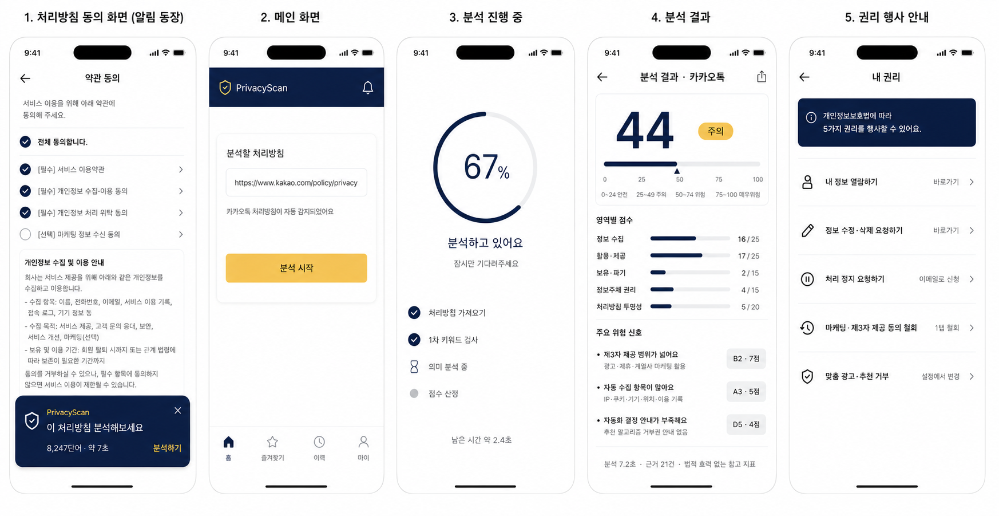 1. 처리방침 동의 화면 (알림 동장)
9:41
약관 동의
서비스 이용을 위해 아래 약관에
동의해 주세요.
전체 동의합니다.
[필수] 서비스 이용약관
[필수] 개인정보 수집·이용 동의
[필수] 개인정보 처리 위탁 동의
[선택] 마케팅 정보 수신 동의
개인정보 수집 및 이용 안내
회사는 서비스 제공을 위해 아래와 같은 개인정보를
수집하고 이용합니다.
- 수집 항목: 이름, 전화번호, 이메일, 서비스 이용 기록,
접속 로그, 기기 정보 동
- 수집 목적: 서비스 제공, 고객 문의 응대, 보안,
서비스 개선, 마케팅(선택)
- 보유 및 이용 기간: 회원 탈퇴 시까지 또는 관계 법령에
따라 보존이 필요한 기간까지
동의를 거부하실 수 있으나, 필수 항목에 동의하지
않으면 서비스 이용이 제한될 수 있습니다.
PrivacyScan
이 처리방침 분석해보세요
8,247단어 · 약 7초
분석하기
2. 메인 화면
9:41
PrivacyScan
분석할 처리방침
https://www.kakao.com/policy/privacy
카카오톡 처리방침이 자동 감지되었어요
분석 시작
홈
즐겨찾기
이력
마이
3. 분석 진행 중
9:41
67%
분석하고 있어요
잠시만 기다려주세요
처리방침 가져오기
1차 키워드 검사
의미 분석 중
점수 산정
남은 시간 약 2.4초
4. 분석 결과
9:41
분석 결과 · 카카오톡
44
주의
0 25 50 75 100
0~24 안전 25~49 주의 50~74 위험 75~100 매우위험
영역별 점수
정보 수집 16 / 25
활용·제공 17 / 25
보유·파기 2 / 15
정보주체 권리 4 / 15
처리방침 투명성 5 / 20
주요 위험 신호
• 제3자 제공 범위가 넓어요
광고·제휴·계열사 마케팅 활용
B2 · 7점
• 자동 수집 항목이 많아요
IP·쿠키·기기·위치·이용 기록
A3 · 5점
• 자동화 결정 안내가 부족해요
추천 알고리즘 거부권 안내 없음
D5 · 4점
분석 7.2초 · 근거 21건 · 법적 효력 없는 참고 지표
5. 권리 행사 안내
9:41
내 권리
개인정보보호법에 따라
5가지 권리를 행사할 수 있어요.
내 정보 열람하기 바로가기
정보 수정·삭제 요청하기 바로가기
처리 정지 요청하기 이메일로 신청
마케팅·제3자 제공 동의 철회 1탭 철회
맞춤 광고·추천 거부 설정에서 변경